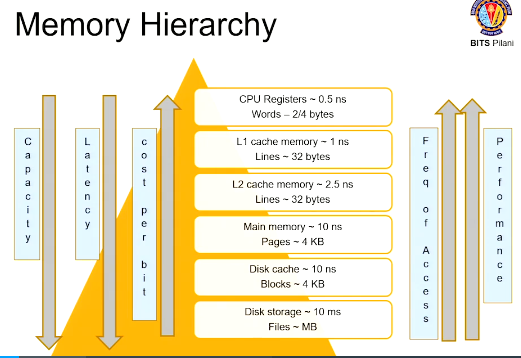 Memory Hierarchy
BITS Pilani
CPU Registers ~ 0.5 ns
Words – 2/4 bytes
L1 cache memory ~ 1 ns
Lines ~ 32 bytes
L2 cache memory ~ 2.5 ns
Lines ~ 32 bytes
Main memory ~ 10 ns
Pages ~ 4 KB
Disk cache ~ 10 ns
Blocks ~ 4 KB
Disk storage ~ 10 ms
Files ~ MB
Capacity
Latency
cost per bit
Freq of Access
Performance